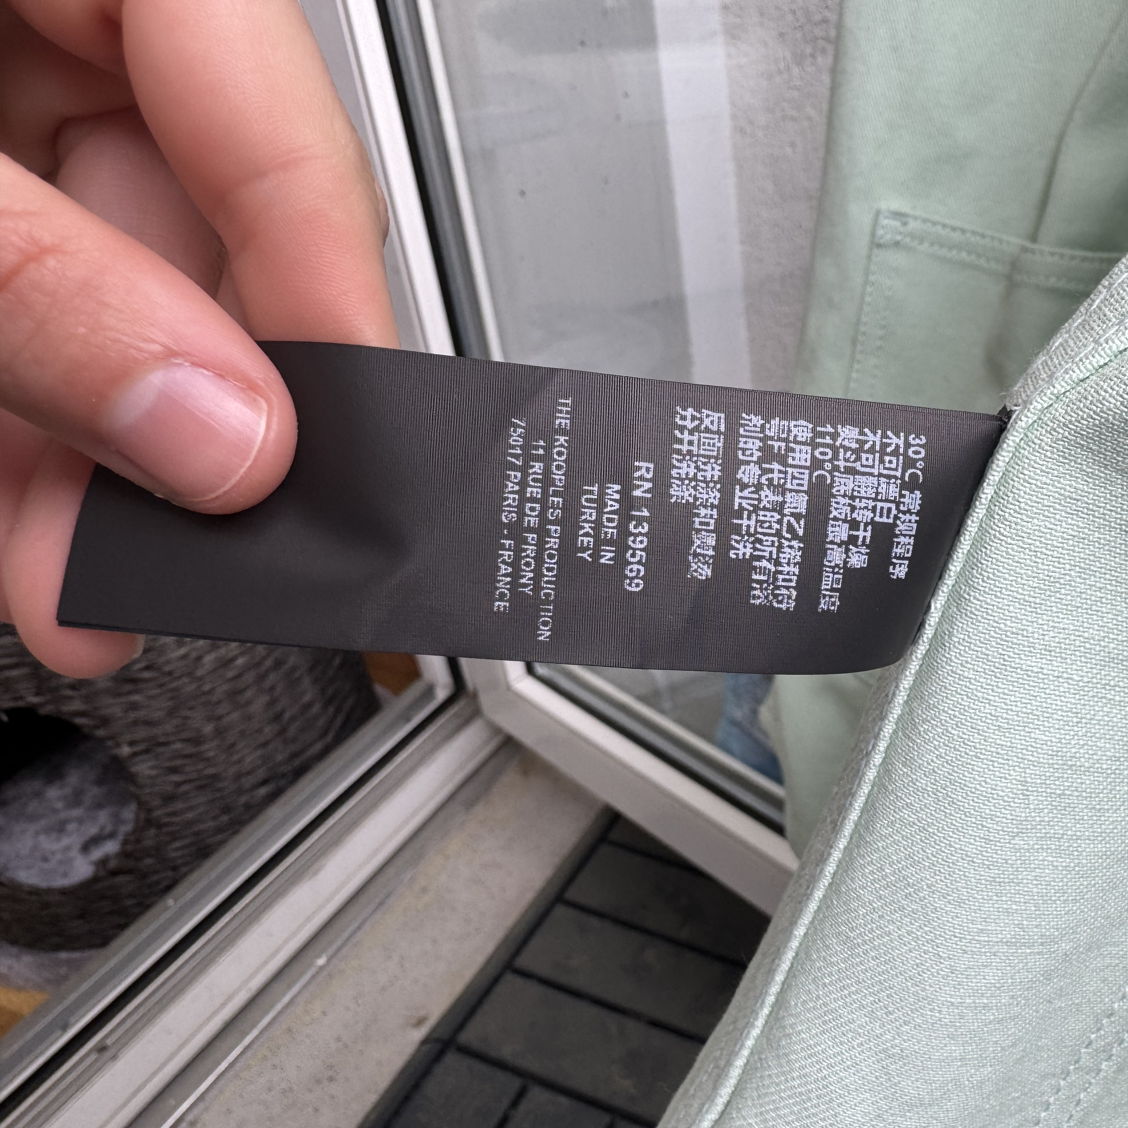 30°C 常规程序
不可漂白
不可翻转干燥
熨斗底板最高温度
110°C
使用四氯乙烯和符
号F 代表的所有溶
剂的专业干洗
反面洗涤和熨烫
分开洗涤
RN 139569
MADE IN
TURKEY
THE KOOPLES PRODUCTION
11 RUE DE PRONY
75017 PARIS - FRANCE